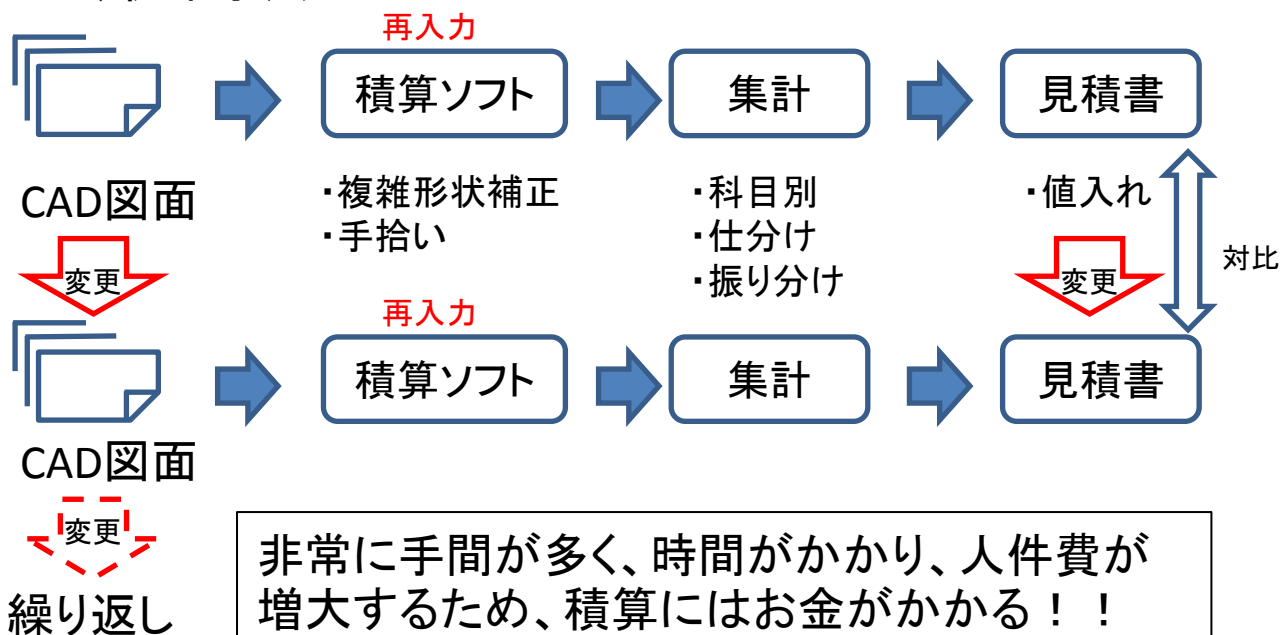 再入力
積算ソフト
集計
見積書
CAD図面
・複雑形状補正
・手拾い
・科目別
・仕分け
・振り分け
・値入れ
対比
変更
変更
再入力
積算ソフト
集計
見積書
CAD図面
変更
繰り返し
非常に手間が多く、時間がかかり、人件費が
増大するため、積算にはお金がかかる！！